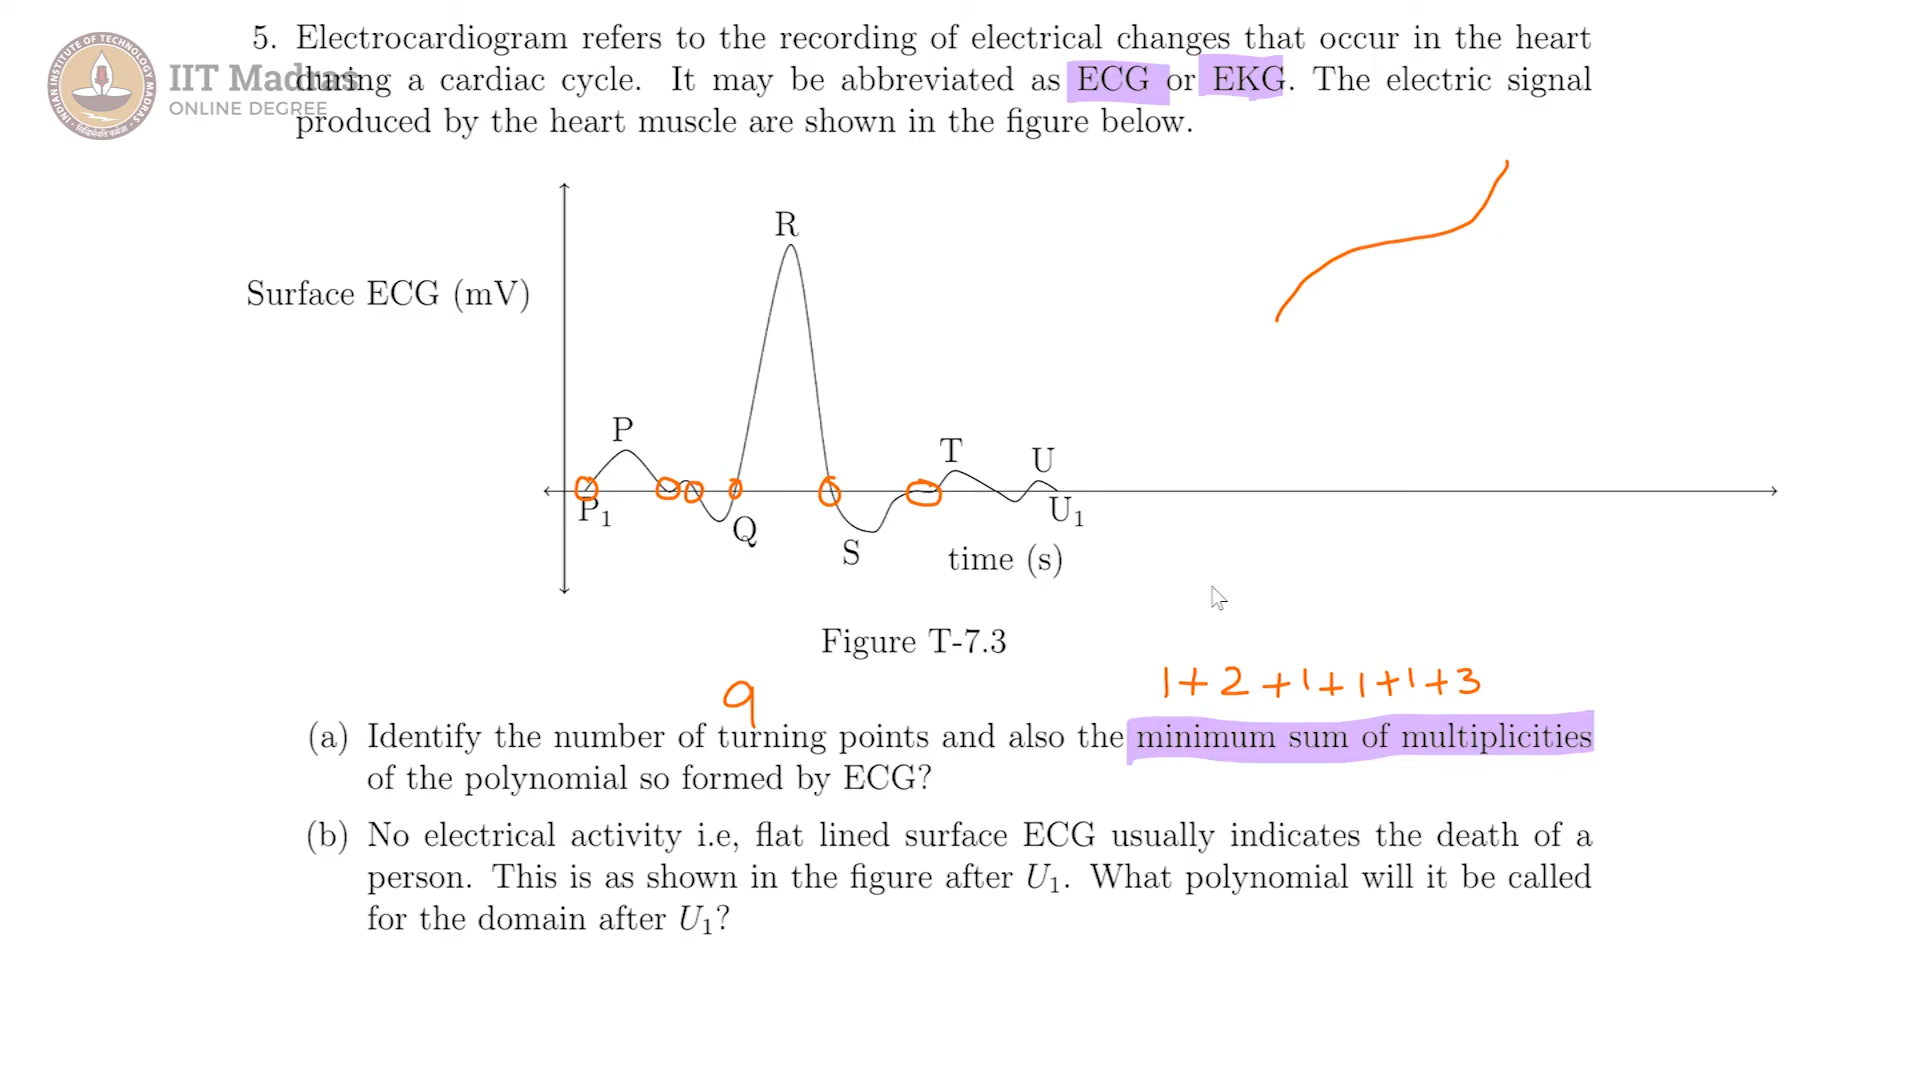 5. Electrocardiogram refers to the recording of electrical changes that occur in the heart
IIT Madras
during a cardiac cycle. It may be abbreviated as ECG or EKG. The electric signal
ONLINE DEGREE
produced by the heart muscle are shown in the figure below.
INDIAN INSTITUTE OF TECHNOLOGY MADRAS
R
Surface ECG (mV)
P
T
U
P1
Q
U1
S
time (s)
Figure T-7.3
9
1+2+1+1+1+3
(a) Identify the number of turning points and also the minimum sum of multiplicities
of the polynomial so formed by ECG?
(b) No electrical activity i.e, flat lined surface ECG usually indicates the death of a
person. This is as shown in the figure after U1. What polynomial will it be called
for the domain after U1?